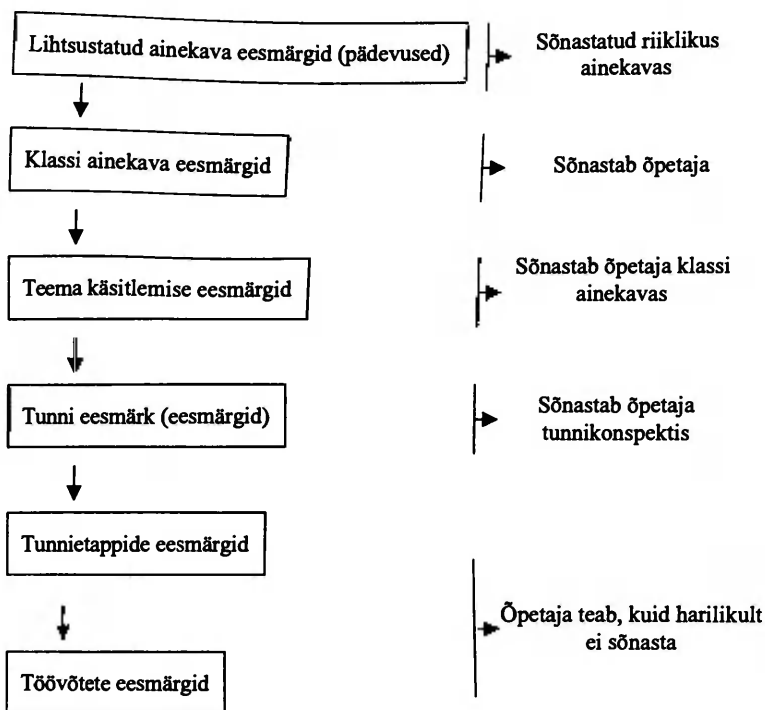 Lihtsustatud ainekava eesmärgid (pädevused)
Sõnastatud riiklikus
ainekavas
Klassi ainekava eesmärgid
Sõnastab õpetaja
Teema käsitlemise eesmärgid
Sõnastab õpetaja klassi
ainekavas
Tunni eesmärk (eesmärgid)
Sõnastab õpetaja
tunnikonspektis
Tunnietappide eesmärgid
Õpetaja teab, kuid harilikult
ei sõnasta
Töövõtete eesmärgid